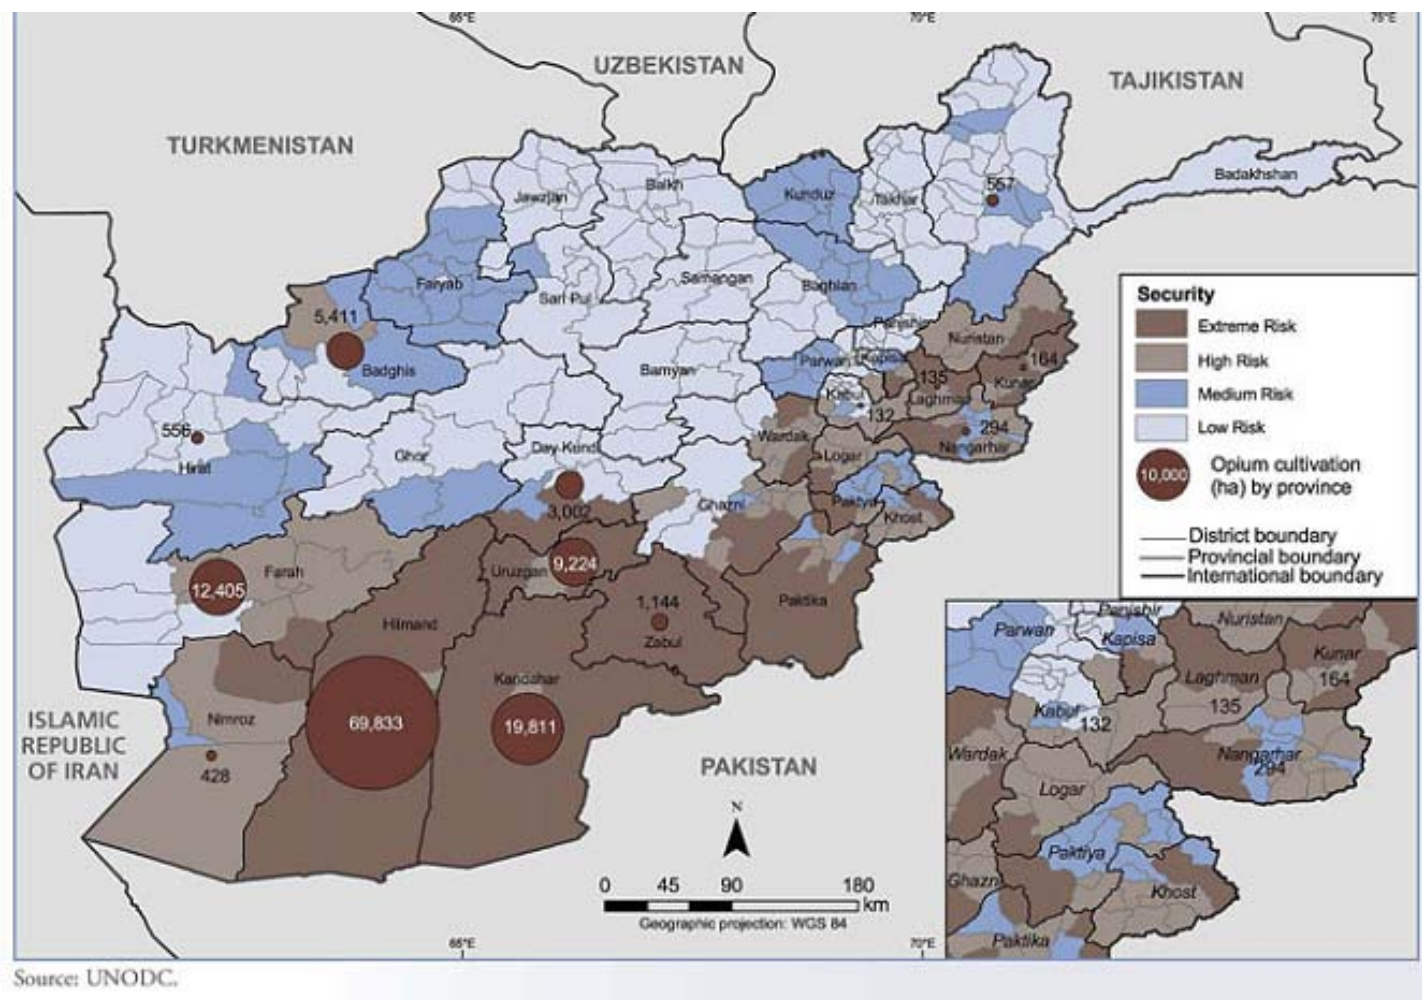 65°E
70°E
75°E
UZBEKISTAN
TAJIKISTAN
TURKMENISTAN
Badakhshan
Jawzjan
Balkh
Kunduz
Takhar
557
Faryab
Sari Pul
Samangan
Baghlan
5,411
Badghis
Panjshir
Nuristan
Bamyan
Parwan
Kapisa
164
135
Kunar
Kabul
Laghman
132
294
Nangarhar
556
Hirat
Ghor
Day Kundi
Wardak
Logar
3,002
Ghazni
Paktya
Khost
12,405
Farah
Uruzgan
9,224
1,144
Zabul
Paktika
Hilmand
Kandahar
69,833
19,811
Nimroz
428
ISLAMIC
REPUBLIC
OF IRAN
PAKISTAN
N
0 45 90 180
km
Geographic projection: WGS 84
65°E
70°E
Security
Extreme Risk
High Risk
Medium Risk
Low Risk
10,000
Opium cultivation
(ha) by province
District boundary
Provincial boundary
International boundary
Panjshir
Parwan
Kapisa
Nuristan
Kunar
164
Laghman
135
Kabul
132
Wardak
Nangarhar
294
Logar
Paktiya
Ghazni
Khost
Paktika
Source: UNODC.